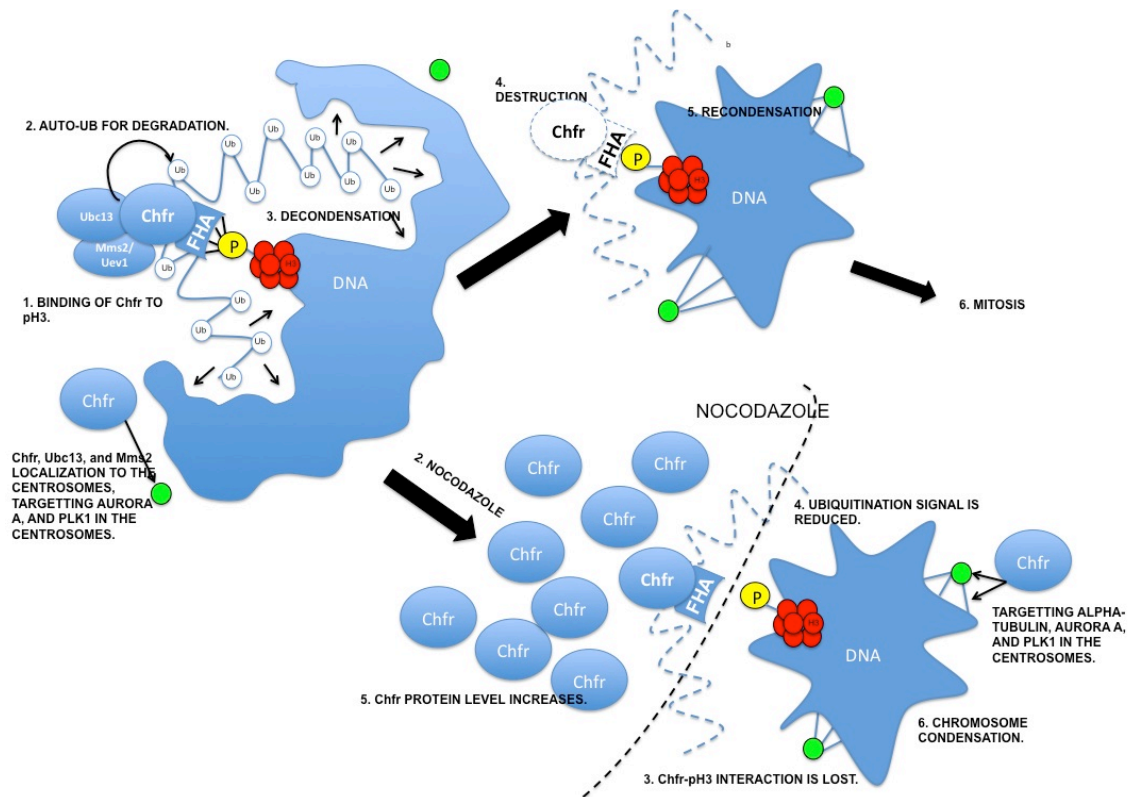 2. AUTO-UB FOR DEGRADATION.
Ub
Ub
Ub
Ub
Ub
Ub
Ub
Ub
3. DECONDENSATION
Ubc13
Chfr
Mms2/
Uev1
FHA
P
H3
DNA
Ub
Ub
Ub
Ub
Ub
1. BINDING OF Chfr TO
pH3.
Chfr
Chfr, Ubc13, and Mms2
LOCALIZATION TO THE
CENTROSOMES,
TARGETTING AURORA
A, AND PLK1 IN THE
CENTROSOMES.
b
4.
DESTRUCTION
Chfr
FHA
P
H3
5. RECONDENSATION
DNA
6. MITOSIS
2. NOCODAZOLE
NOCODAZOLE
Chfr
Chfr
Chfr
Chfr
Chfr
Chfr
Chfr
Chfr
Chfr
FHA
5. Chfr PROTEIN LEVEL INCREASES.
4. UBIQUITINATION SIGNAL IS
REDUCED.
P
H3
DNA
Chfr
TARGETTING ALPHA-
TUBULIN, AURORA A,
AND PLK1 IN THE
CENTROSOMES.
6. CHROMOSOME
CONDENSATION.
3. Chfr-pH3 INTERACTION IS LOST.